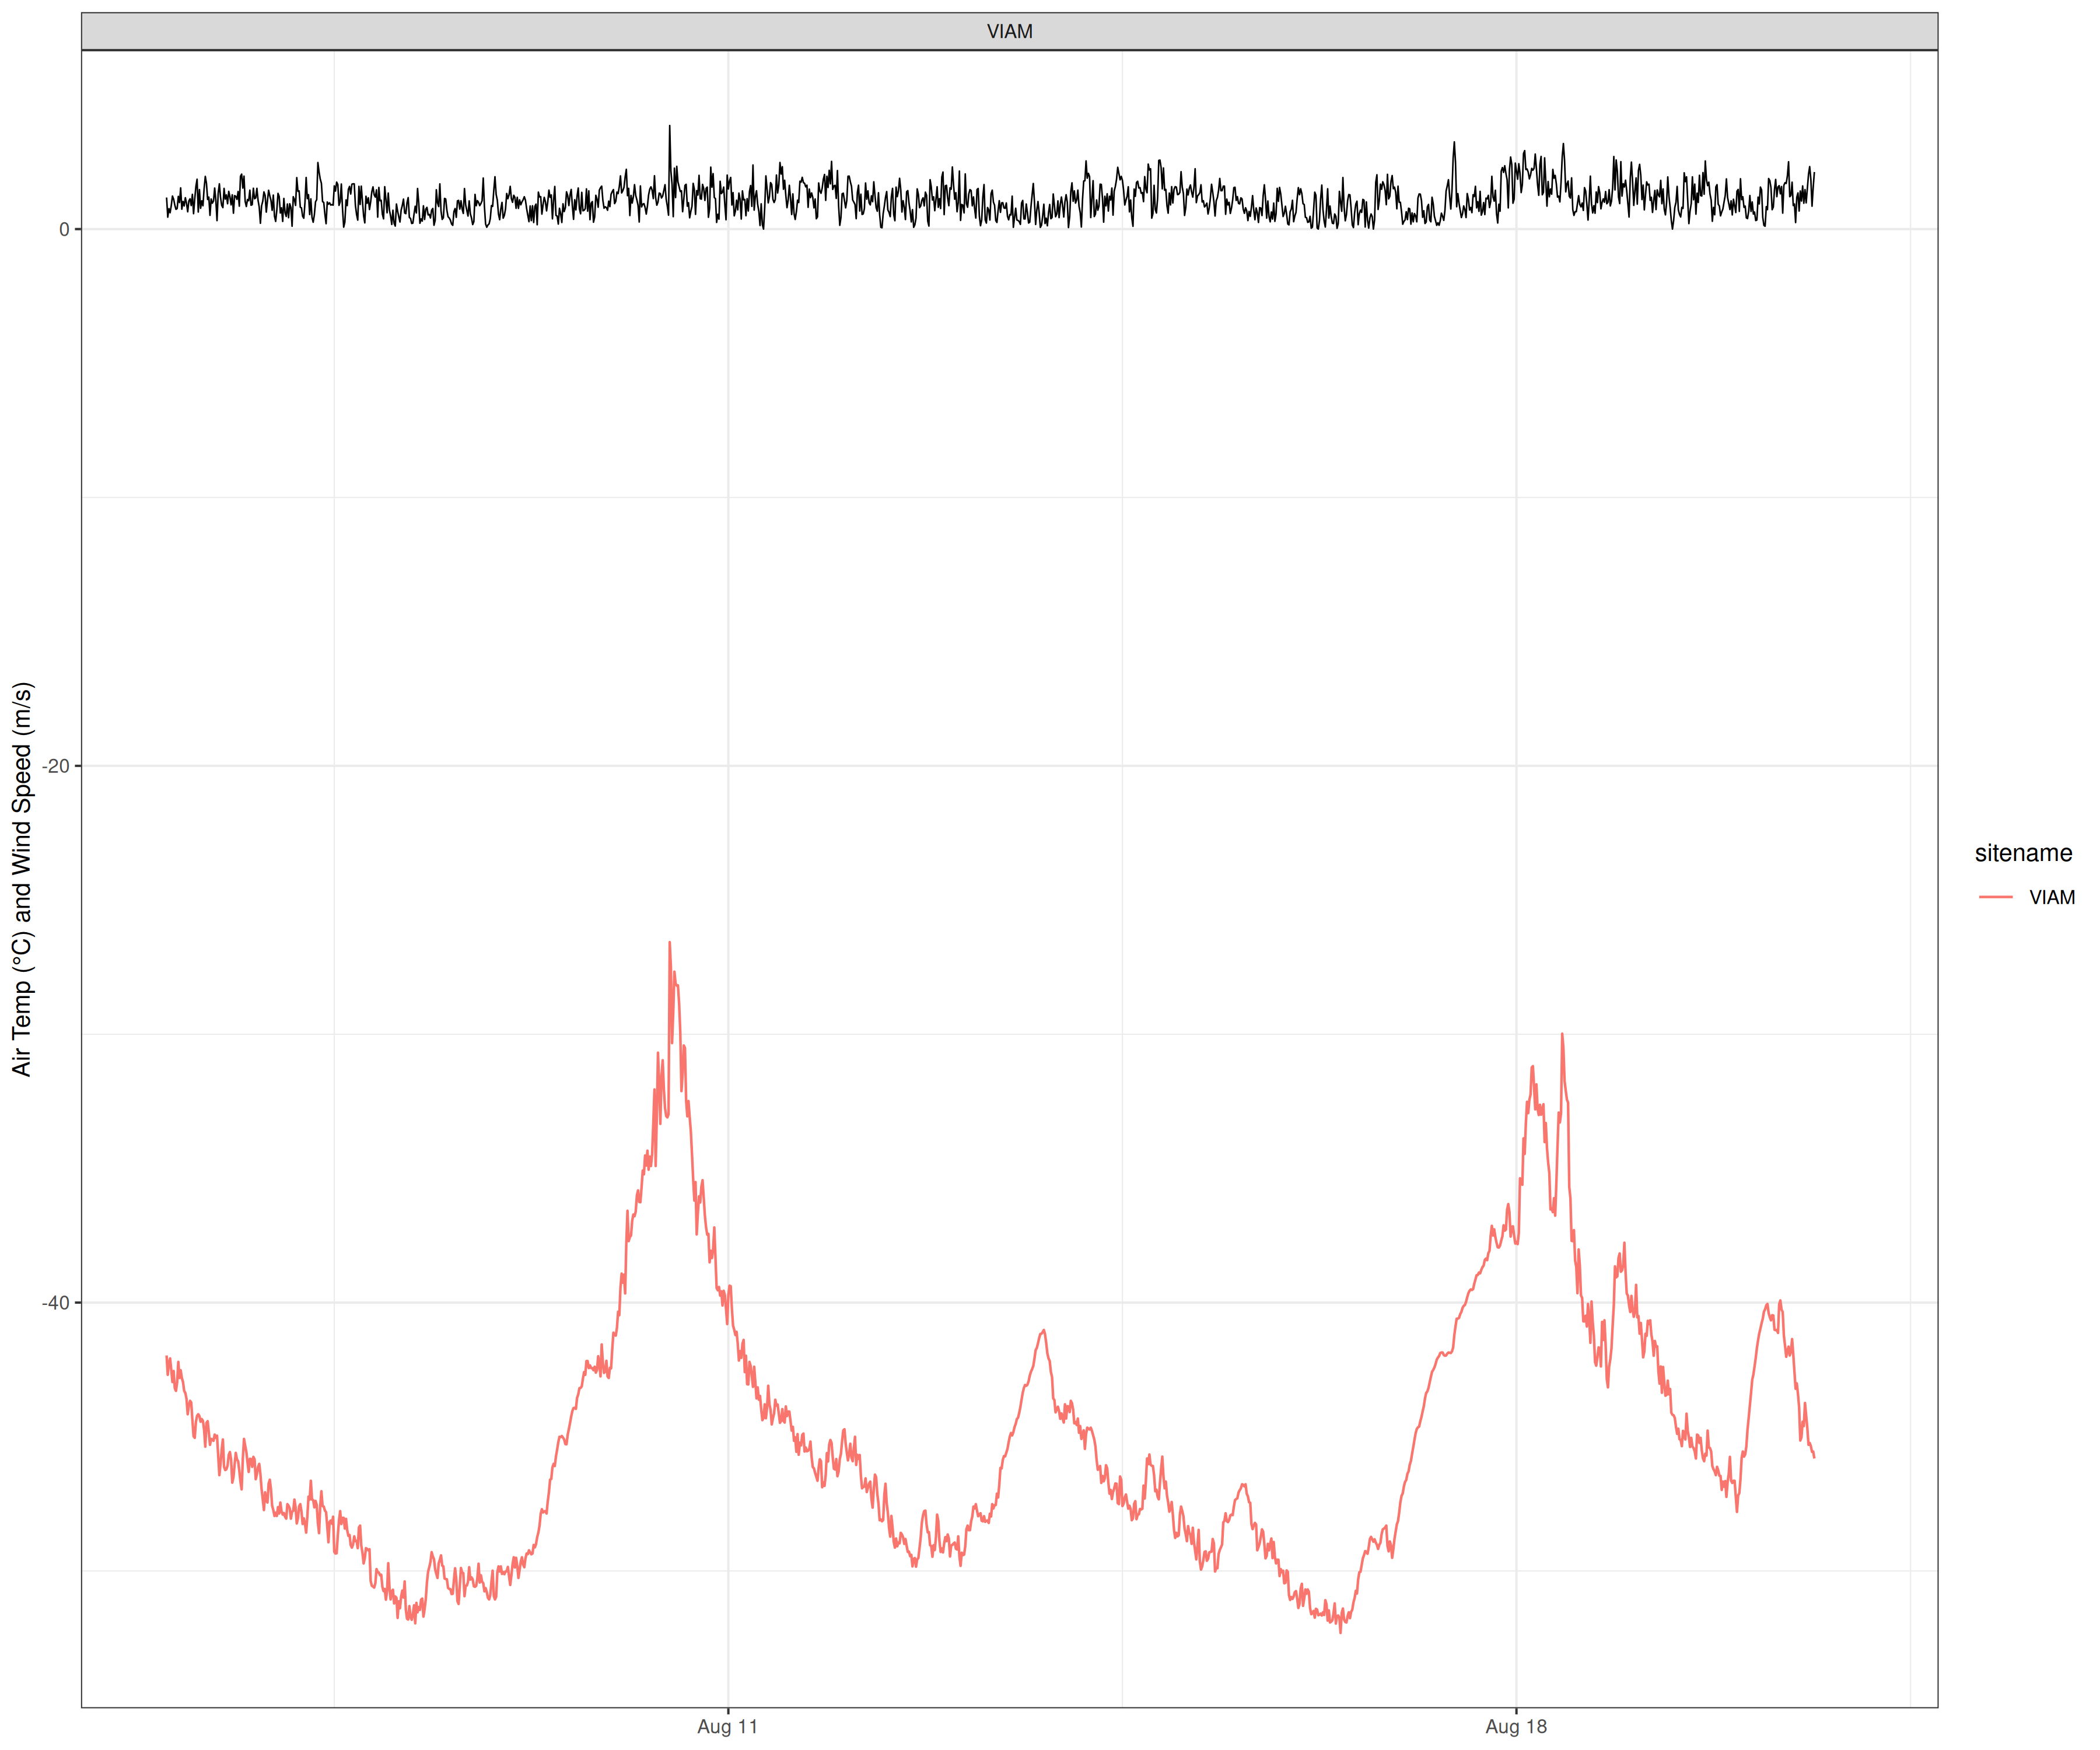 VIAM
0
-20
-40
Air Temp (°C) and Wind Speed (m/s)
Aug 11
Aug 18
sitename
VIAM